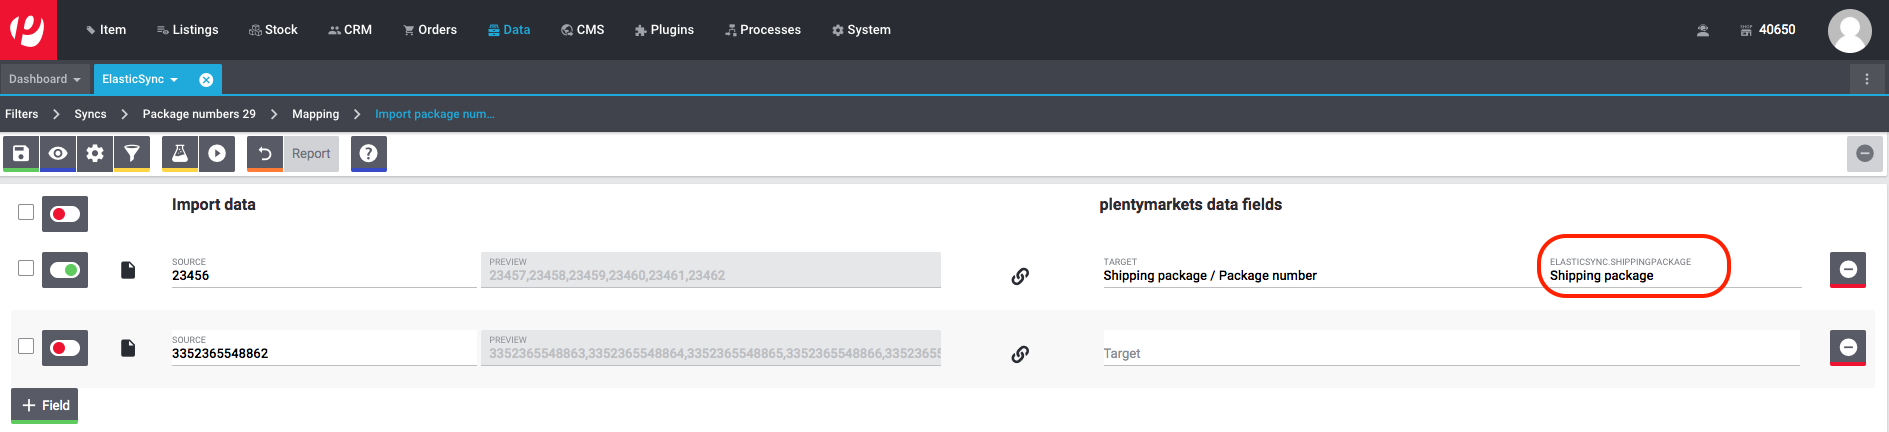 Item Listings Stock CRM Orders Data CMS Plugins Processes System SHOP 40650
Dashboard ElasticSync
Filters > Syncs > Package numbers 29 > Mapping > Import package num...
Report
Import data plentymarkets data fields
SOURCE PREVIEW TARGET ELASTICSYNC.SHIPPINGPACKAGE
23456 23457,23458,23459,23460,23461,23462 Shipping package / Package number Shipping package
SOURCE PREVIEW
3352365548862 3352365548863,3352365548864,3352365548865,3352365548866,33523655 Target
+ Field